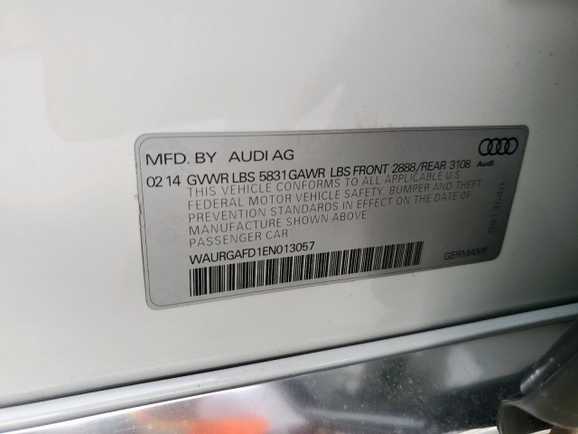 MFD. BY AUDI AG
Audi
02 14 GVWR LBS 5831 GAWR LBS FRONT 2888/REAR 3108
THIS VEHICLE CONFORMS TO ALL APPLICABLE U.S
FEDERAL MOTOR VEHICLE SAFETY, BUMPER AND THEFT
PREVENTION STANDARDS IN EFFECT ON THE DATE OF
MANUFACTURE SHOWN ABOVE
PASSENGER CAR
WAURGAFD1EN013057
GERMANY